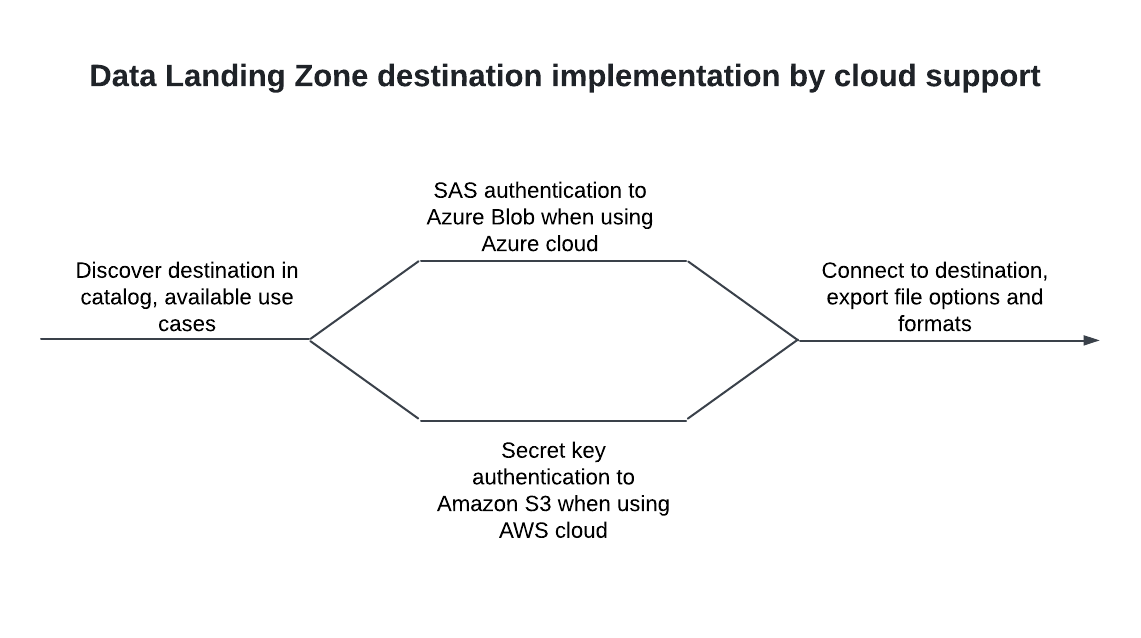 Data Landing Zone destination implementation by cloud support
Discover destination in
catalog, available use
cases
SAS authentication to
Azure Blob when using
Azure cloud
Secret key
authentication to
Amazon S3 when using
AWS cloud
Connect to destination,
export file options and
formats